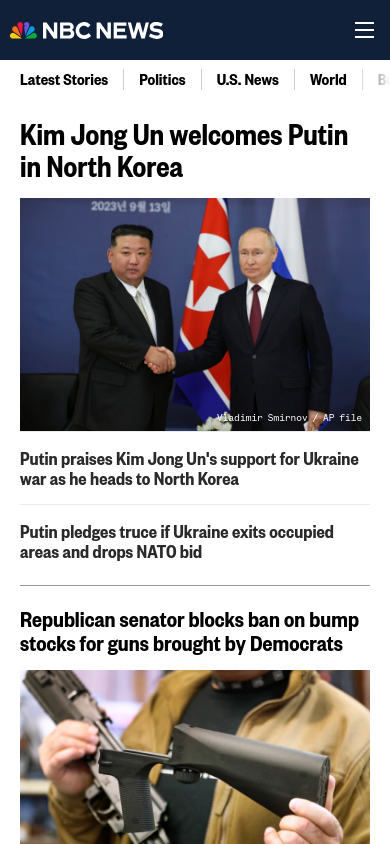 NBC NEWS
Latest Stories
Politics
U.S. News
World
Kim Jong Un welcomes Putin
in North Korea
2023년 9월 13일
Vladimir Smirnov / AP file
Putin praises Kim Jong Un's support for Ukraine
war as he heads to North Korea
Putin pledges truce if Ukraine exits occupied
areas and drops NATO bid
Republican senator blocks ban on bump
stocks for guns brought by Democrats